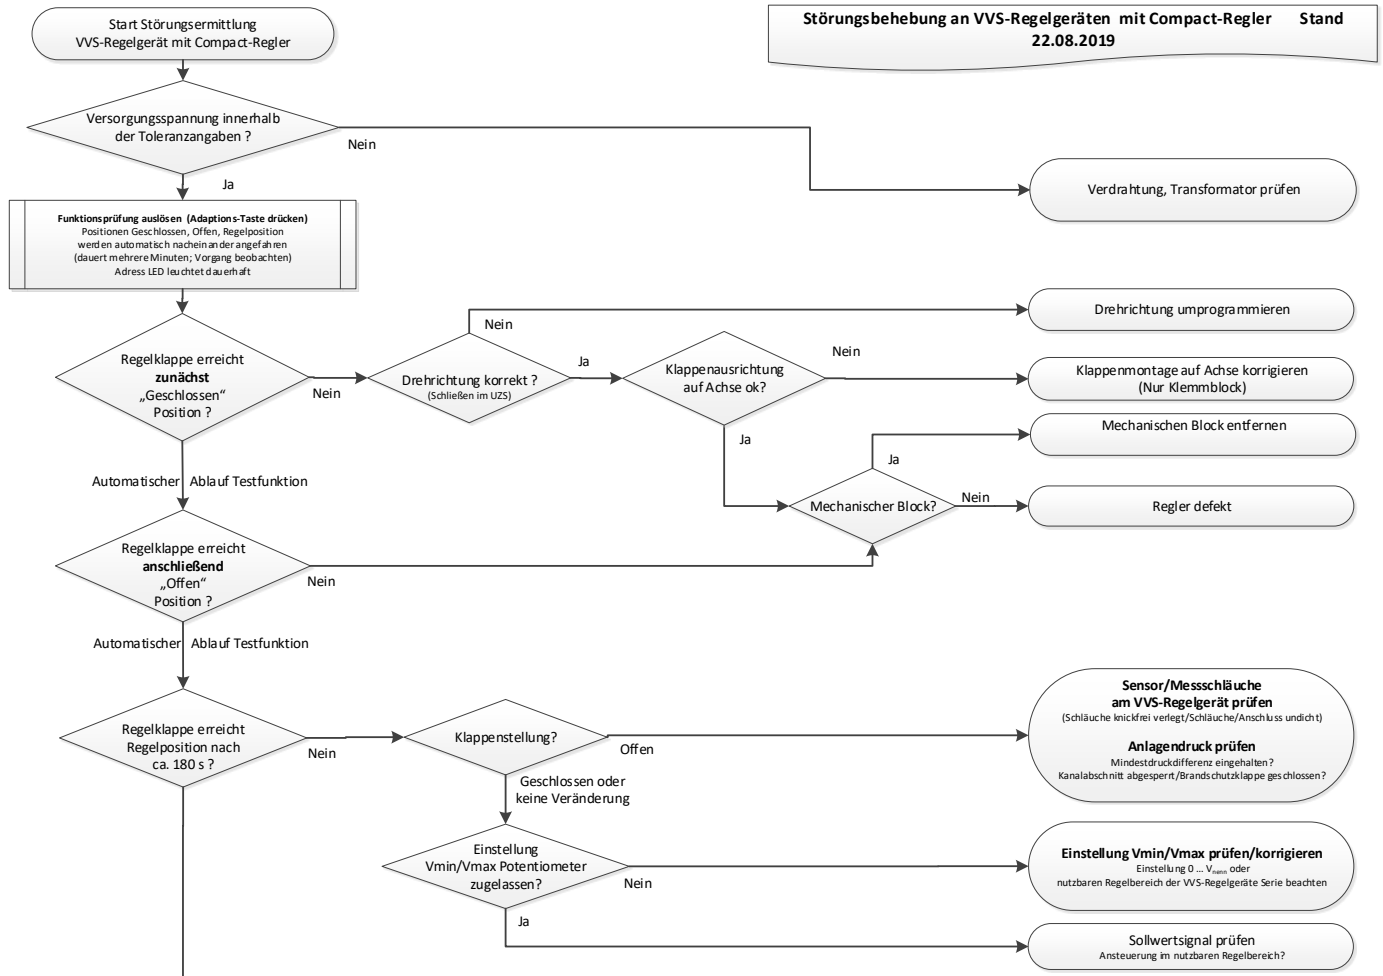 Störungsbehebung an VVS-Regelgeräten mit Compact-Regler Stand
22.08.2019
Start Störungsermittlung
VVS-Regelgerät mit Compact-Regler
Versorgungsspannung innerhalb
der Toleranzangaben ?
Nein
Verdrahtung, Transformator prüfen
Ja
Funktionsprüfung auslösen (Adaptions-Taste drücken)
Positionen Geschlossen, Offen, Regelposition
werden automatisch nacheinander angefahren
(dauert mehrere Minuten; Vorgang beobachten)
Adress LED leuchtet dauerhaft
Regelklappe erreicht
zunächst
„Geschlossen“
Position ?
Nein
Drehrichtung korrekt ?
(Schließen im UZS)
Nein
Drehrichtung umprogrammieren
Ja
Klappenausrichtung
auf Achse ok?
Nein
Klappenmontage auf Achse korrigieren
(Nur Klemmblock)
Ja
Mechanischer Block?
Ja
Mechanischen Block entfernen
Nein
Regler defekt
Automatischer Ablauf Testfunktion
Regelklappe erreicht
anschließend
„Offen“
Position ?
Nein
Automatischer Ablauf Testfunktion
Regelklappe erreicht
Regelposition nach
ca. 180 s ?
Nein
Klappenstellung?
Offen
Sensor/Messschläuche
am VVS-Regelgerät prüfen
(Schläuche knickfrei verlegt/Schläuche/Anschluss undicht)
Anlagendruck prüfen
Mindestdruckdifferenz eingehalten?
Kanalabschnitt abgesperrt/Brandschutzklappe geschlossen?
Geschlossen oder
keine Veränderung
Einstellung
Vmin/Vmax Potentiometer
zugelassen?
Nein
Einstellung Vmin/Vmax prüfen/korrigieren
Einstellung 0 ... Vnenn oder
nutzbaren Regelbereich der VVS-Regelgeräte Serie beachten
Ja
Sollwertsignal prüfen
Ansteuerung im nutzbaren Regelbereich?